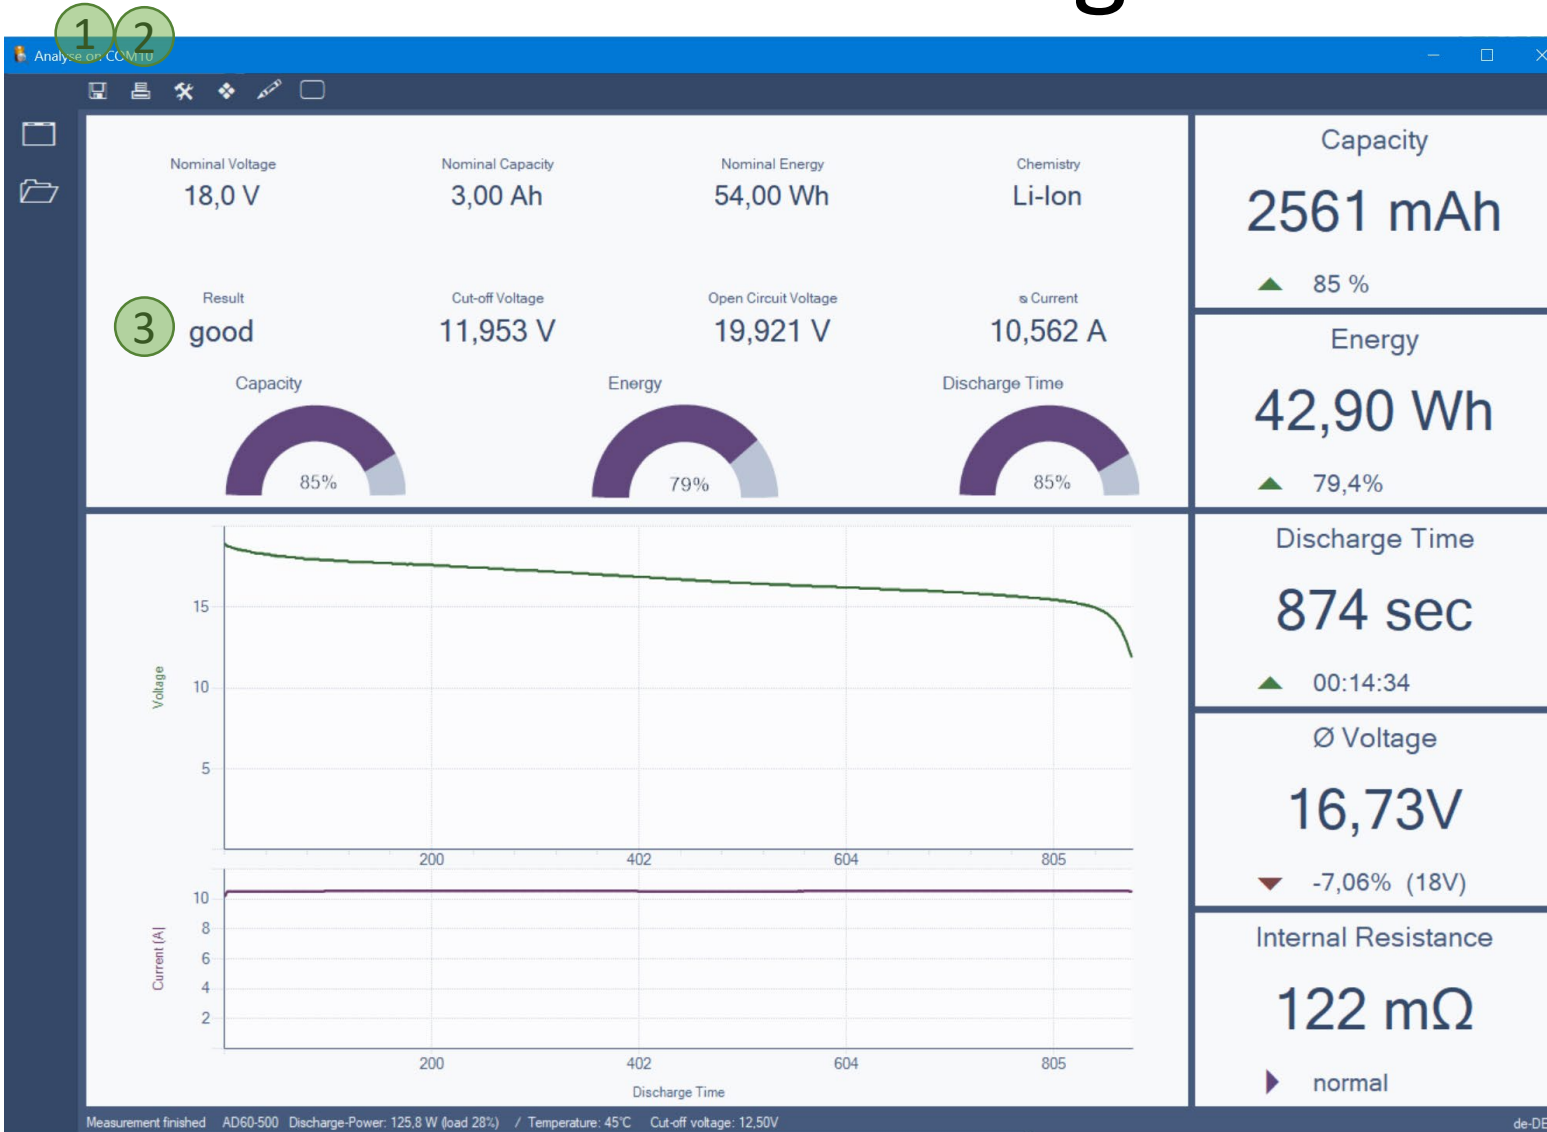 g
1 2
Analyse on COM10
Nominal Voltage Nominal Capacity Nominal Energy Chemistry
18,0 V 3,00 Ah 54,00 Wh Li-Ion
Result Cut-off Voltage Open Circuit Voltage ⌀ Current
3 good 11,953 V 19,921 V 10,562 A
Capacity Energy Discharge Time
85% 79% 85%
Capacity
2561 mAh
85 %
Energy
42,90 Wh
79,4%
Discharge Time
874 sec
00:14:34
Ø Voltage
16,73V
-7,06% (18V)
Internal Resistance
122 mΩ
normal
Voltage
15
10
5
200 402 604 805
Current [A]
10
8
6
4
2
200 402 604 805
Discharge Time
Measurement finished AD60-500 Discharge-Power: 125,8 W (load 28%) / Temperature: 45°C Cut-off voltage: 12,50V de-DE